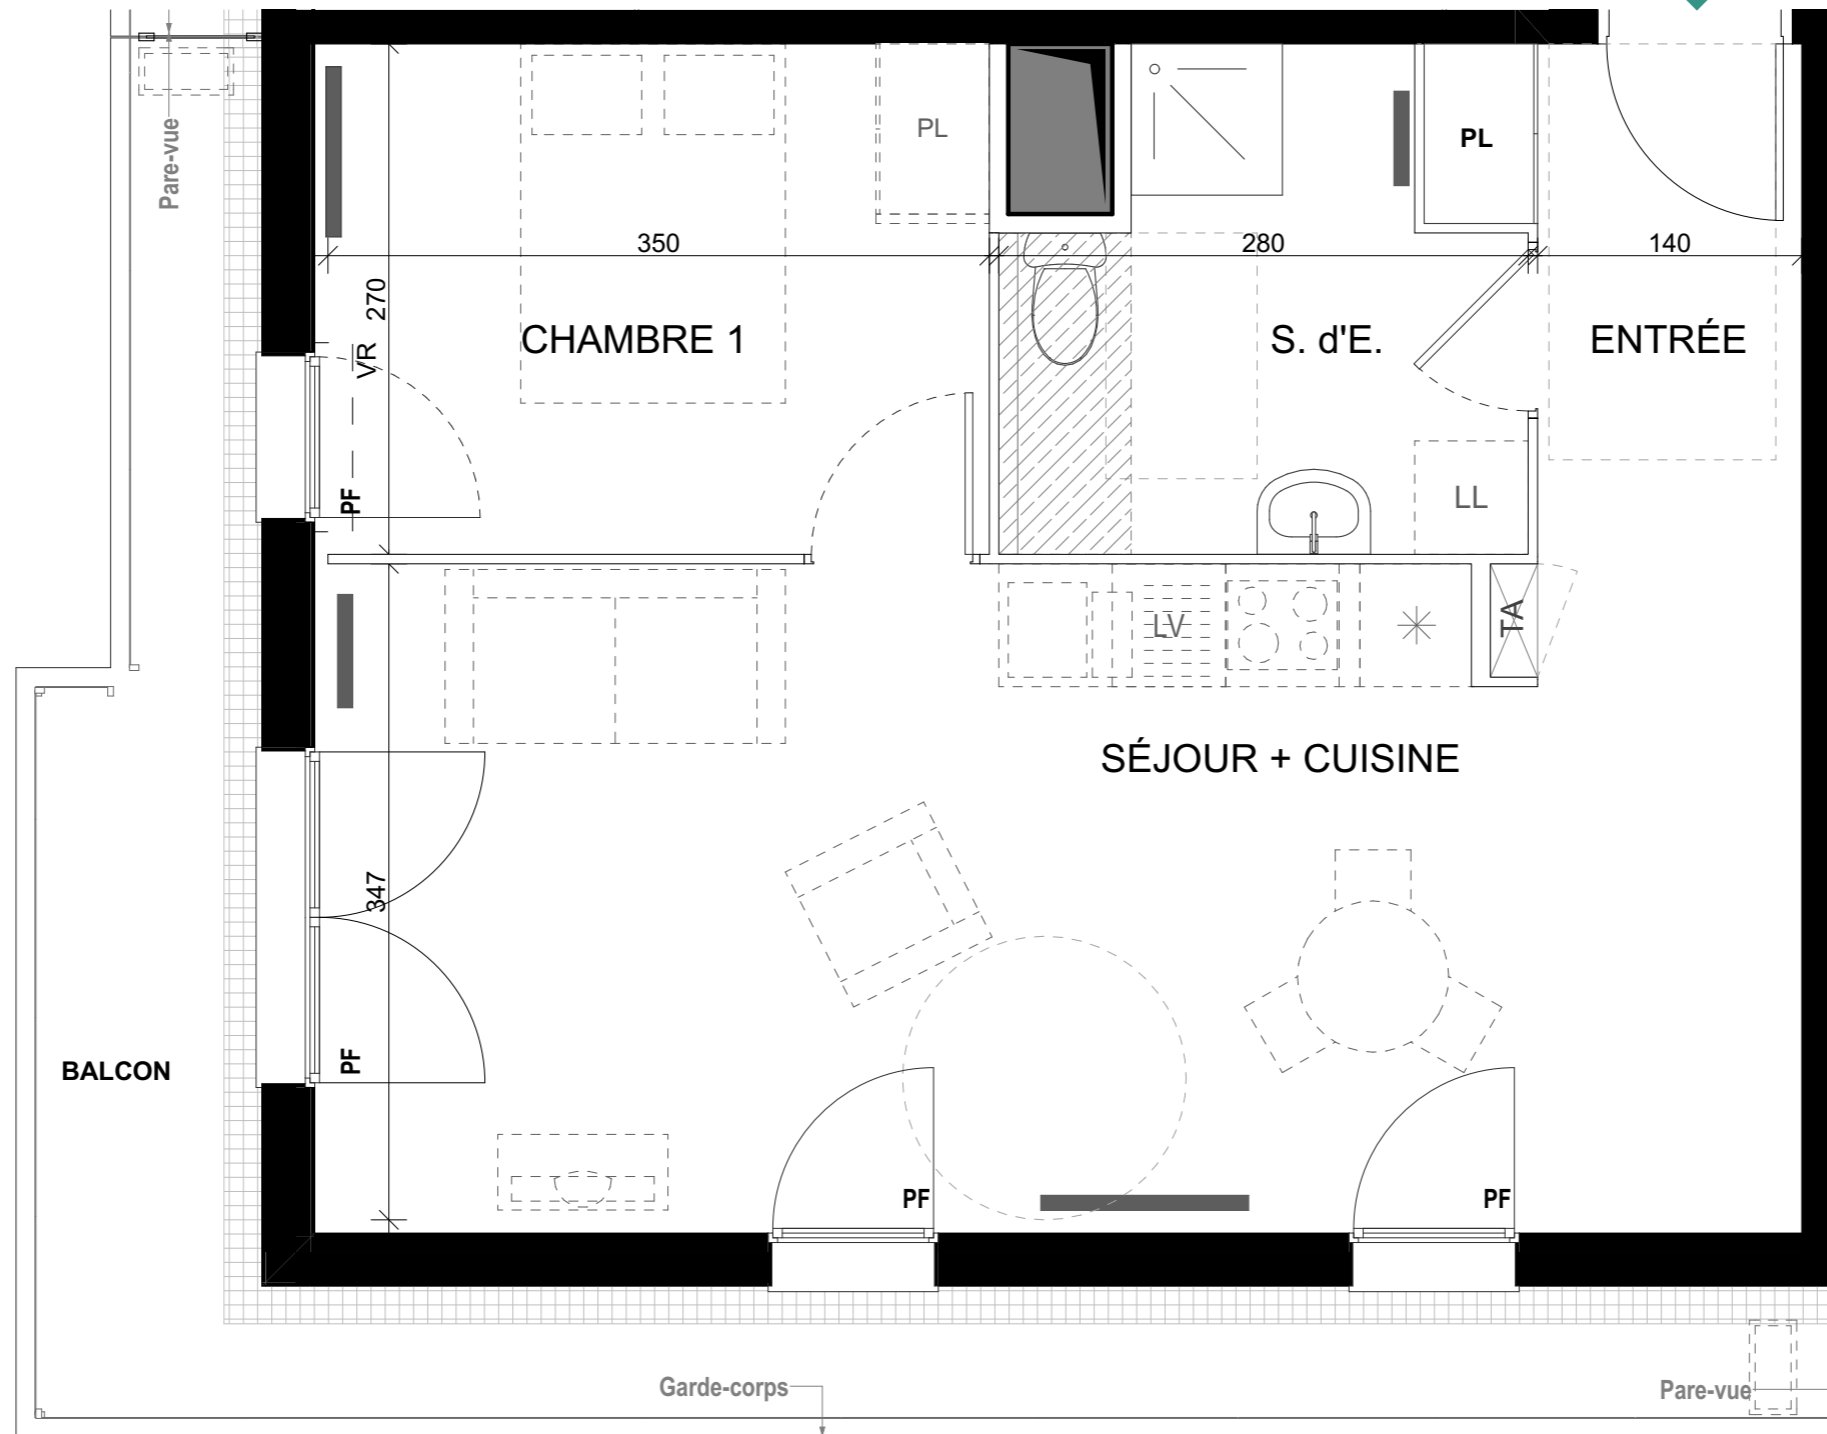 Pare-vue
PL
PL
350
280
140
270
VR
CHAMBRE 1
S. d'E.
ENTRÉE
PF
LL
LV
TA
SÉJOUR + CUISINE
347
PF
BALCON
PF
PF
Garde-corps
Pare-vue